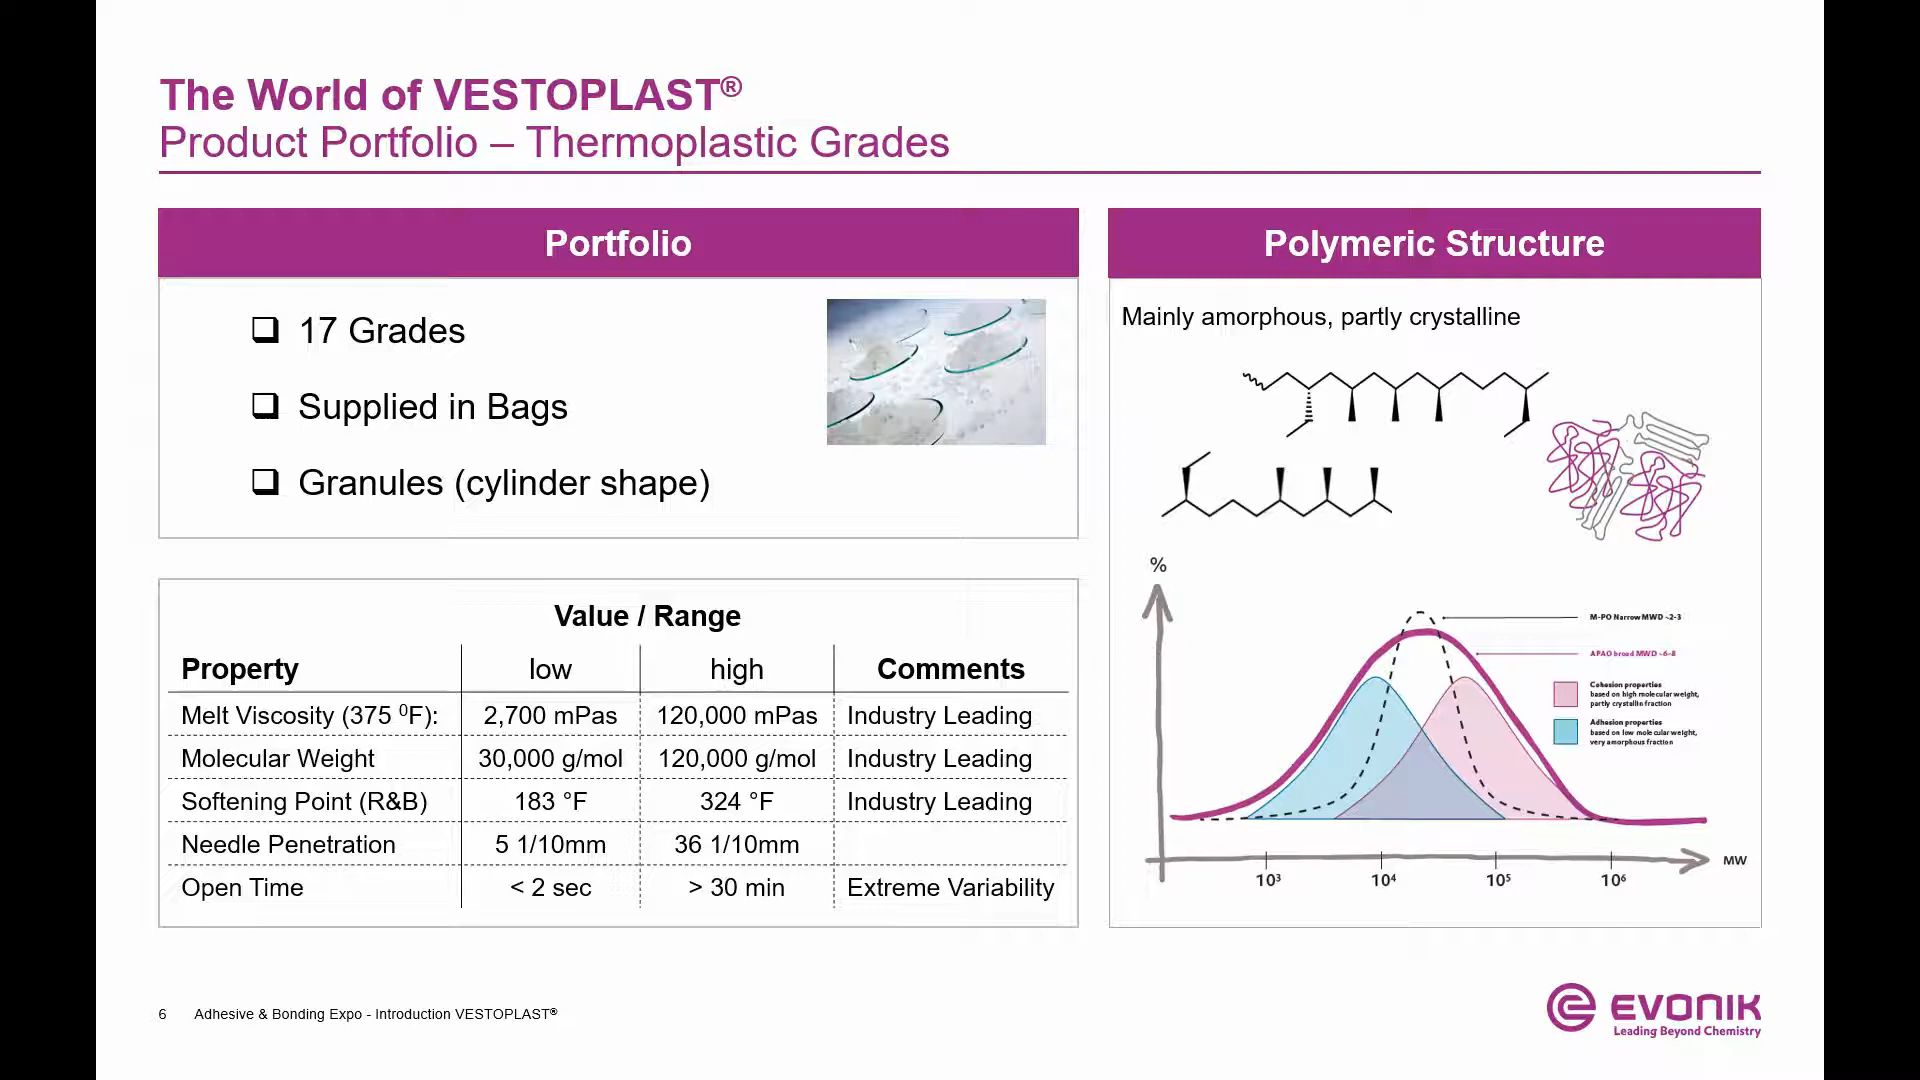 The World of VESTOPLAST®
Product Portfolio – Thermoplastic Grades
Portfolio
❑ 17 Grades
❑ Supplied in Bags
❑ Granules (cylinder shape)
Value / Range
Property low high Comments
Melt Viscosity (375 ⁰F): 2,700 mPas 120,000 mPas Industry Leading
Molecular Weight 30,000 g/mol 120,000 g/mol Industry Leading
Softening Point (R&B) 183 °F 324 °F Industry Leading
Needle Penetration 5 1/10mm 36 1/10mm
Open Time < 2 sec > 30 min Extreme Variability
Polymeric Structure
Mainly amorphous, partly crystalline
%
M-PO Narrow MWD ~2-3
APAO broad MWD ~6-8
Cohesion properties
based on high molecular weight,
partly crystallin fraction
Adhesion properties
based on low molecular weight,
very amorphous fraction
MW
10³ 10⁴ 10⁵ 10⁶
6 Adhesive & Bonding Expo - Introduction VESTOPLAST®
EVONIK
Leading Beyond Chemistry